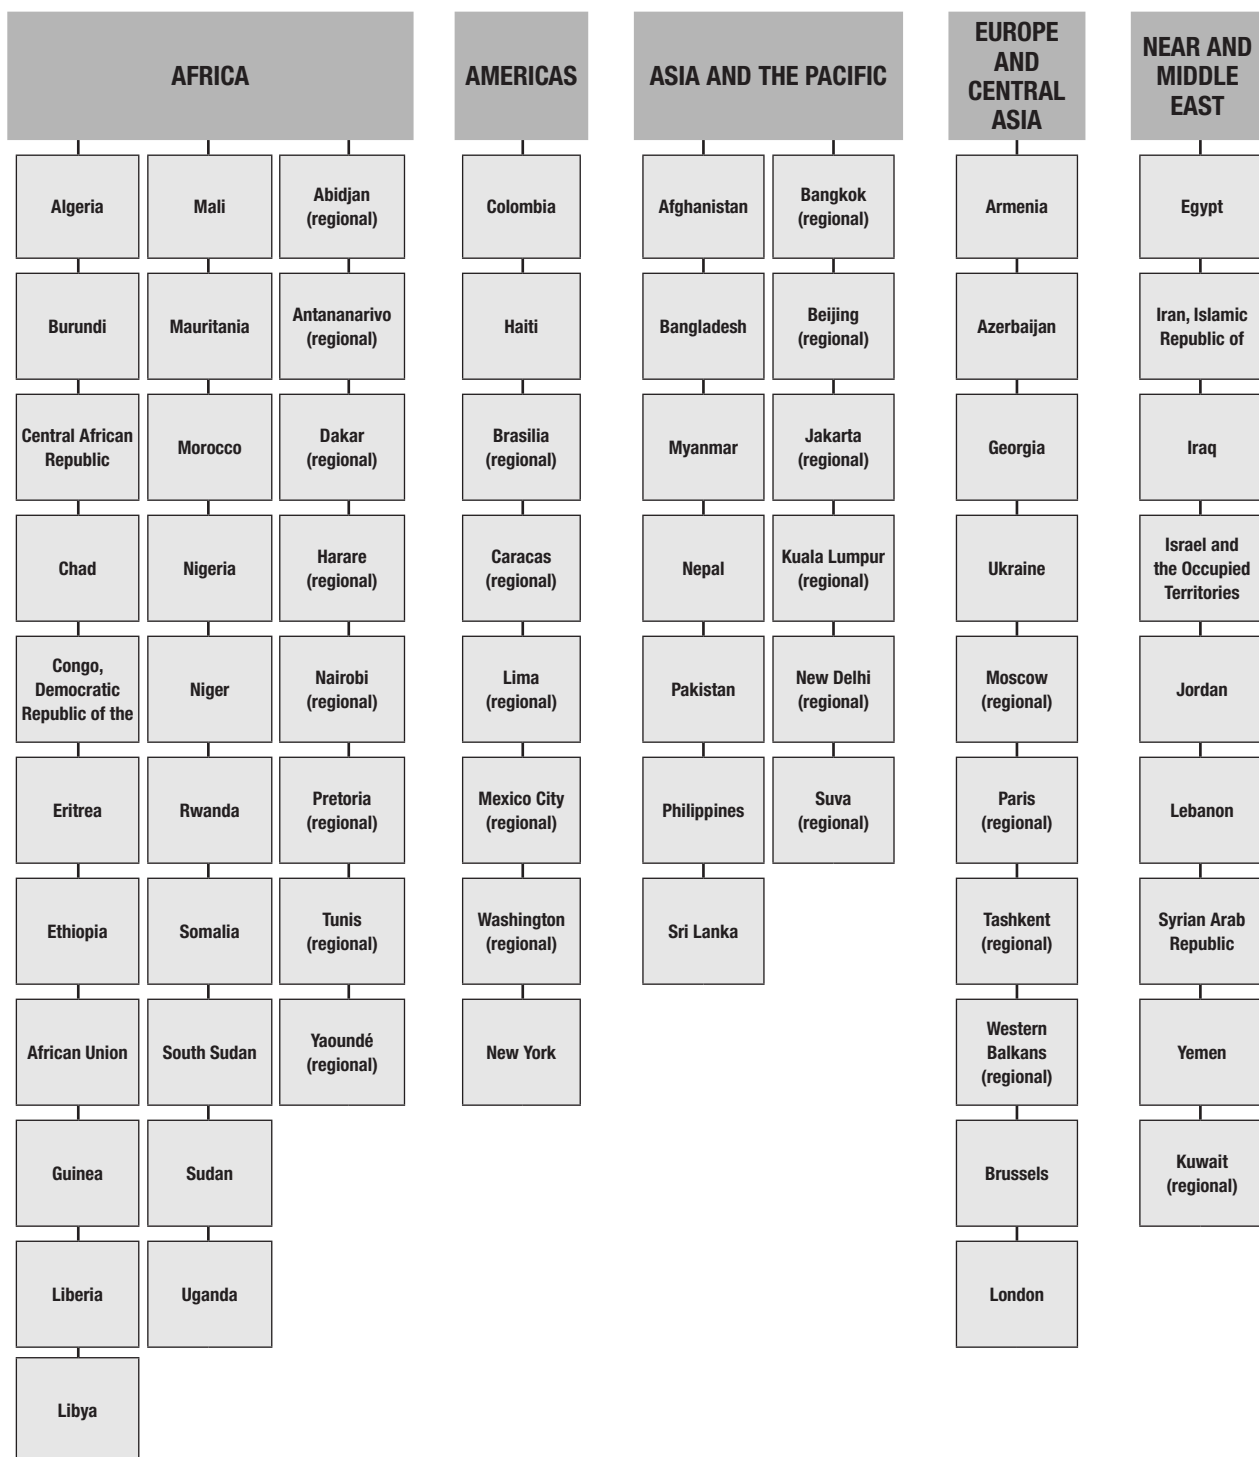 AFRICA
Algeria
Burundi
Central African
Republic
Chad
Congo,
Democratic
Republic of the
Eritrea
Ethiopia
African Union
Guinea
Liberia
Libya
Mali
Mauritania
Morocco
Nigeria
Niger
Rwanda
Somalia
South Sudan
Sudan
Uganda
Abidjan
(regional)
Antananarivo
(regional)
Dakar
(regional)
Harare
(regional)
Nairobi
(regional)
Pretoria
(regional)
Tunis
(regional)
Yaoundé
(regional)
AMERICAS
Colombia
Haiti
Brasilia
(regional)
Caracas
(regional)
Lima
(regional)
Mexico City
(regional)
Washington
(regional)
New York
ASIA AND THE PACIFIC
Afghanistan
Bangladesh
Myanmar
Nepal
Pakistan
Philippines
Sri Lanka
Bangkok
(regional)
Beijing
(regional)
Jakarta
(regional)
Kuala Lumpur
(regional)
New Delhi
(regional)
Suva
(regional)
EUROPE
AND
CENTRAL
ASIA
Armenia
Azerbaijan
Georgia
Ukraine
Moscow
(regional)
Paris
(regional)
Tashkent
(regional)
Western
Balkans
(regional)
Brussels
London
NEAR AND
MIDDLE
EAST
Egypt
Iran, Islamic
Republic of
Iraq
Israel and
the Occupied
Territories
Jordan
Lebanon
Syrian Arab
Republic
Yemen
Kuwait
(regional)